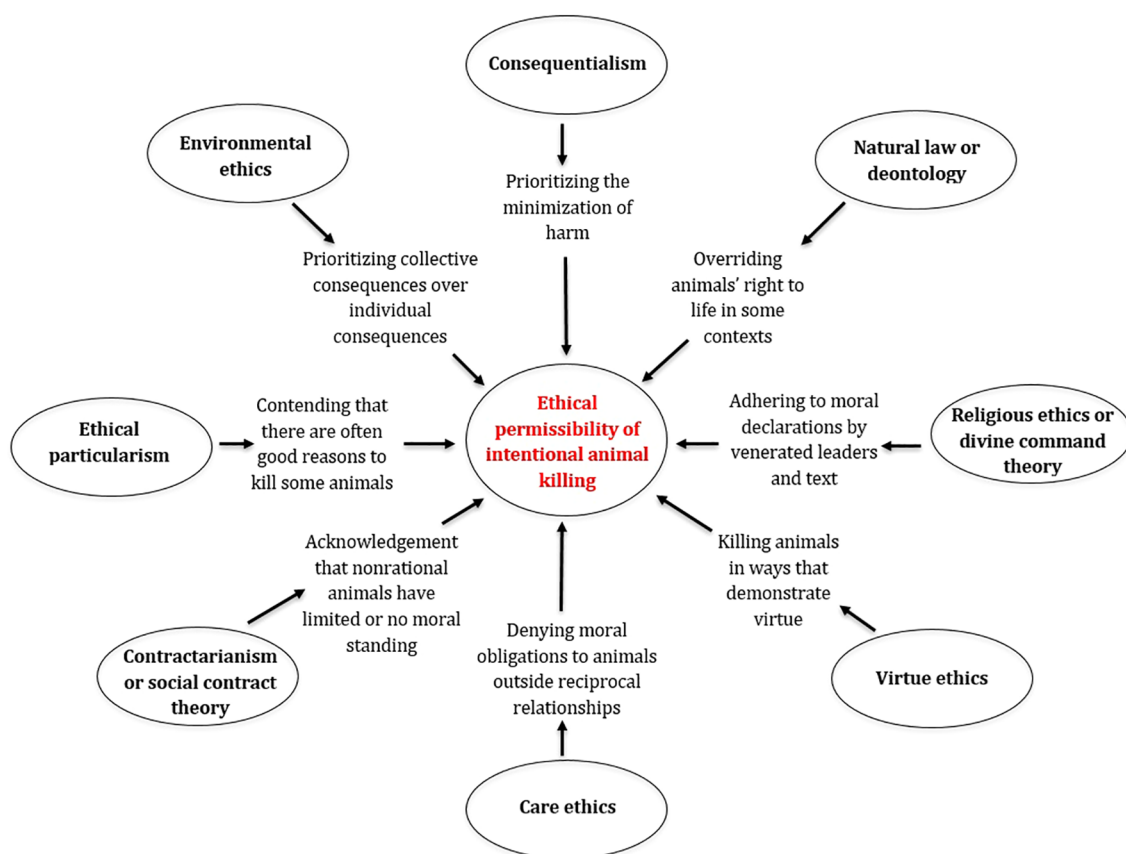 Consequentialism
Prioritizing the
minimization of
harm
Natural law or
deontology
Overriding
animals’ right to
life in some
contexts
Religious ethics or
divine command
theory
Adhering to moral
declarations by
venerated leaders
and text
Virtue ethics
Killing animals
in ways that
demonstrate
virtue
Care ethics
Denying moral
obligations to animals
outside reciprocal
relationships
Contractarianism
or social contract
theory
Acknowledgement
that nonrational
animals have
limited or no moral
standing
Ethical
particularism
Contending that
there are often
good reasons to
kill some animals
Environmental
ethics
Prioritizing collective
consequences over
individual
consequences
Ethical
permissibility of
intentional animal
killing